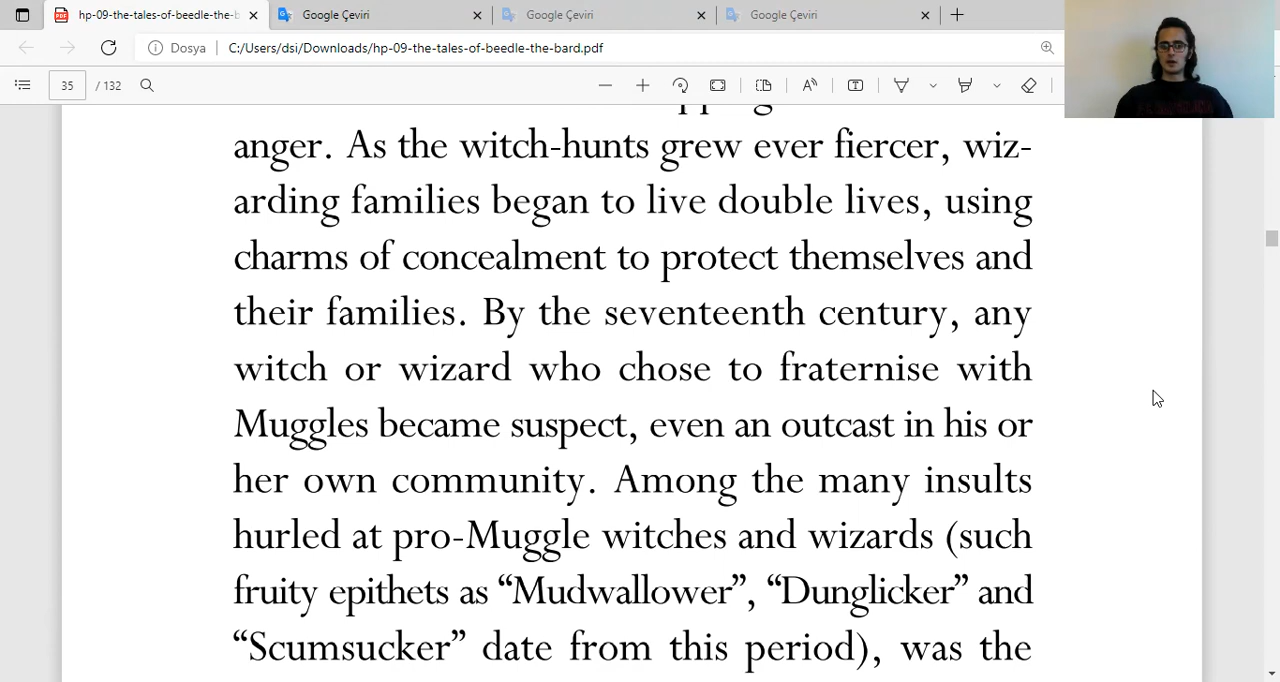 hp-09-the-tales-of-beedle-the-b
Google Çeviri
Google Çeviri
Google Çeviri
Dosya
C:/Users/dsi/Downloads/hp-09-the-tales-of-beedle-the-bard.pdf
35 / 132
anger. As the witch-hunts grew ever fiercer, wiz-
arding families began to live double lives, using
charms of concealment to protect themselves and
their families. By the seventeenth century, any
witch or wizard who chose to fraternise with
Muggles became suspect, even an outcast in his or
her own community. Among the many insults
hurled at pro-Muggle witches and wizards (such
fruity epithets as “Mudwallower”, “Dunglicker” and
“Scumsucker” date from this period), was the